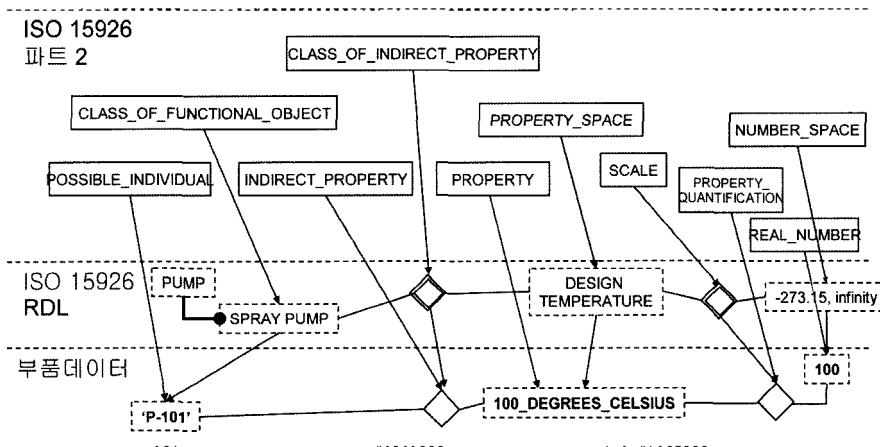 ISO 15926
파트 2
CLASS_OF_INDIRECT_PROPERTY
CLASS_OF_FUNCTIONAL_OBJECT
PROPERTY_SPACE
NUMBER_SPACE
POSSIBLE_INDIVIDUAL
INDIRECT_PROPERTY
PROPERTY
SCALE
PROPERTY_
QUANTIFICATION
REAL_NUMBER
ISO 15926
RDL
PUMP
SPRAY PUMP
DESIGN
TEMPERATURE
-273.15, infinity
부품데이터
'P-101'
100_DEGREES_CELSIUS
100